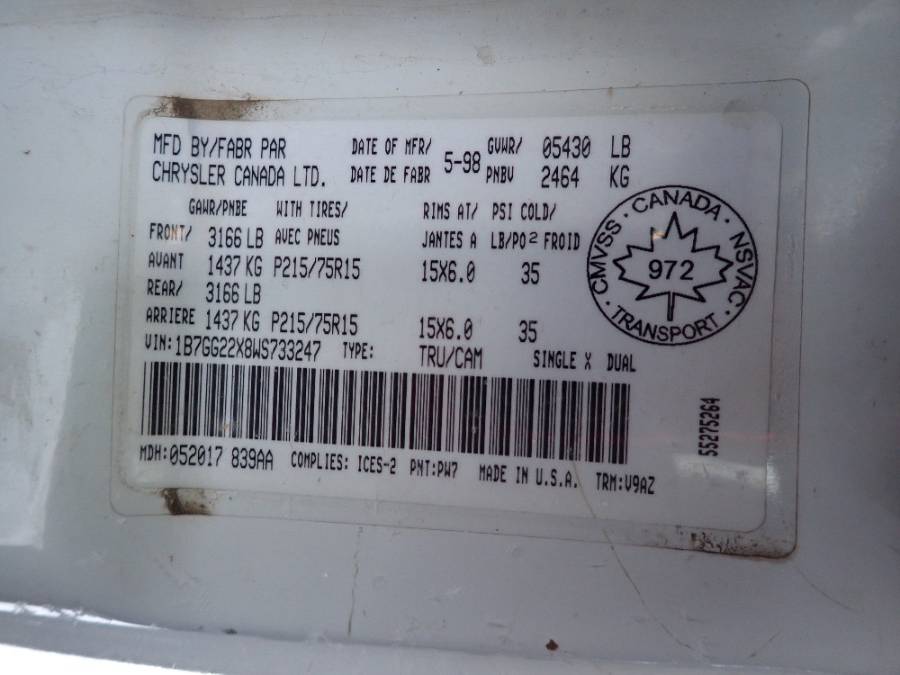 MFD BY/FABR PAR DATE OF MFR/ 5-98 GVWR/ 05430 LB
CHRYSLER CANADA LTD. DATE DE FABR PNBV 2464 KG
GAWR/PNBE WITH TIRES/ RIMS AT/ PSI COLD/
FRONT/ 3166 LB AVEC PNEUS JANTES A LB/PO² FROID
AVANT 1437 KG P215/75R15 15X6.0 35
REAR/ 3166 LB
ARRIERE 1437 KG P215/75R15 15X6.0 35
VIN: 1B7GG22X8WS733247 TYPE: TRU/CAM SINGLE X DUAL
MDH: 052017 839AA COMPLIES: ICES-2 PNT: PW7 MADE IN U.S.A. TRM: V9AZ
CMVSS · CANADA · NSVAC · TRANSPORT ·
972
55275264